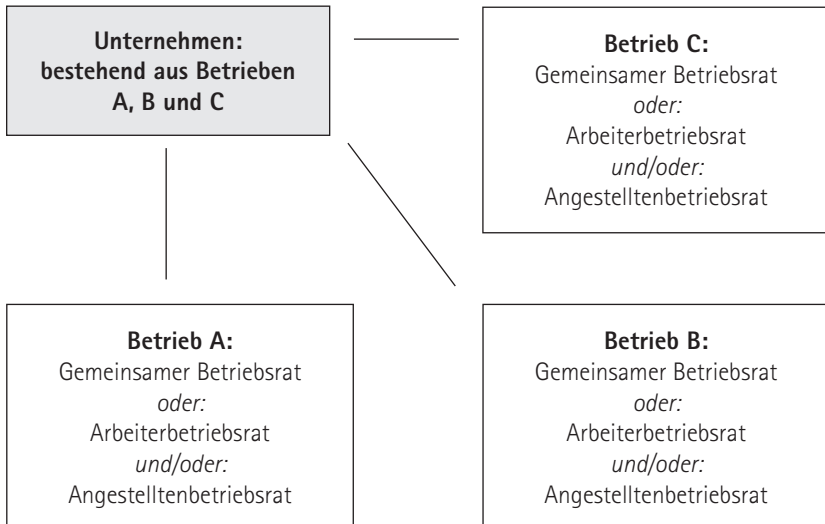 Unternehmen:
bestehend aus Betrieben
A, B und C
Betrieb C:
Gemeinsamer Betriebsrat
oder:
Arbeiterbetriebsrat
und/oder:
Angestelltenbetriebsrat
Betrieb A:
Gemeinsamer Betriebsrat
oder:
Arbeiterbetriebsrat
und/oder:
Angestelltenbetriebsrat
Betrieb B:
Gemeinsamer Betriebsrat
oder:
Arbeiterbetriebsrat
und/oder:
Angestelltenbetriebsrat